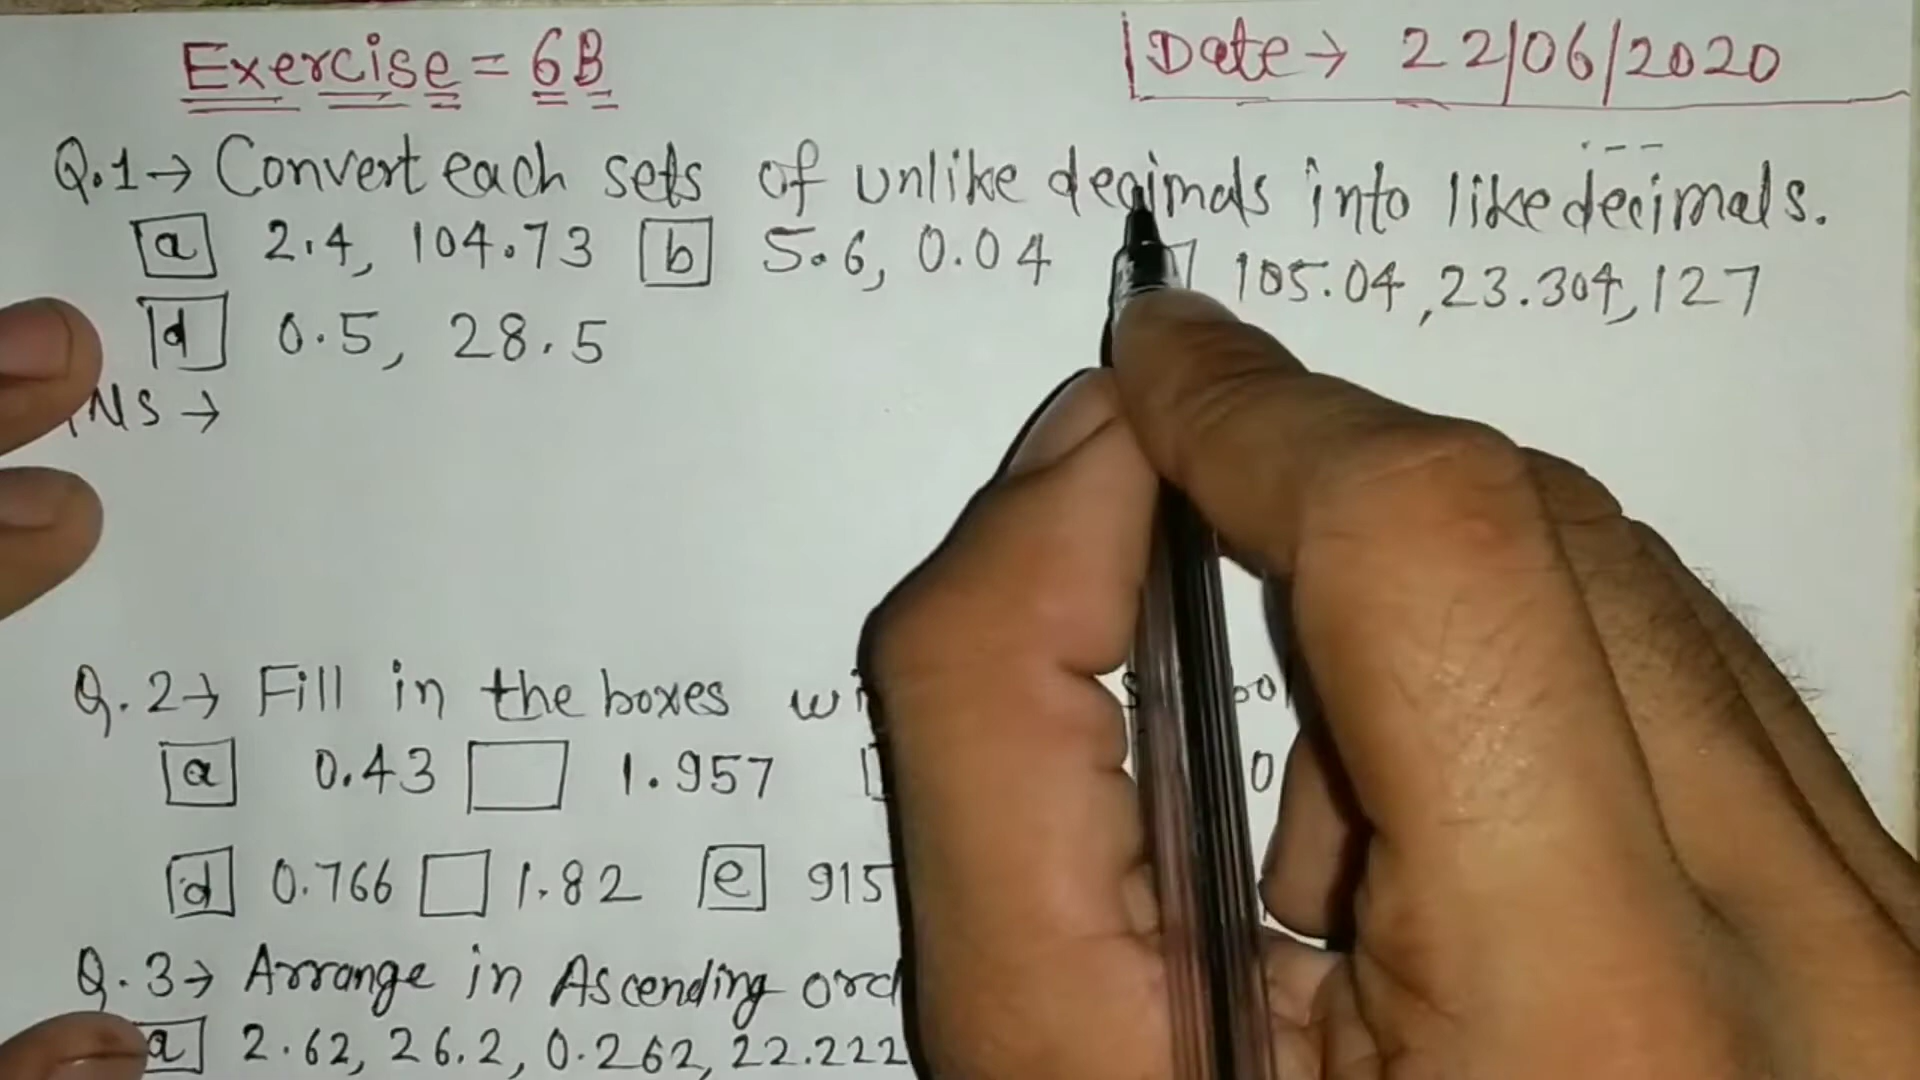 Exercise = 6B
Date → 22/06/2020
Q.1→ Convert each sets of unlike decimals into like decimals.
a 2.4, 104.73 b 5.6, 0.04 105.04, 23.304, 127
d 0.5, 28.5
NS →
Q.2→ Fill in the boxes
a 0.43 1.957 0
d 0.766 1.82 e 915
Q.3→ Arrange in Ascending
a 2.62, 26.2, 0.262, 22.222